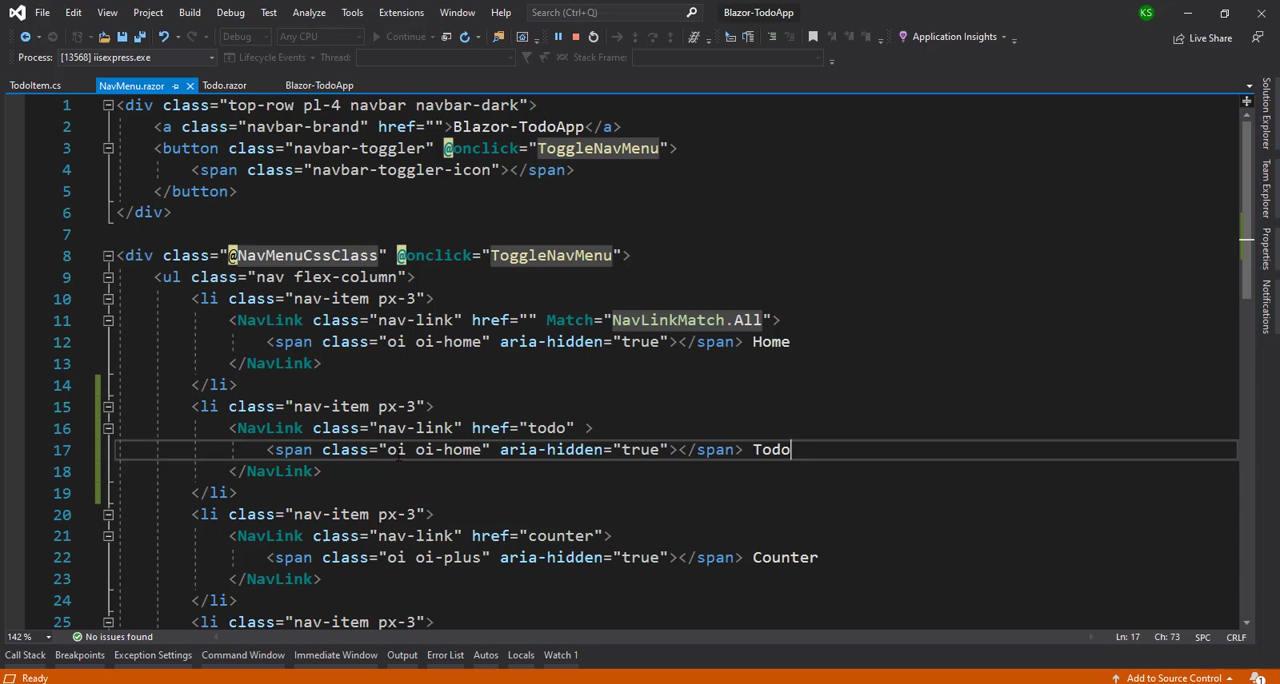 File Edit View Project Build Debug Test Analyze Tools Extensions Window Help Search (Ctrl+Q) Blazor-TodoApp KS
Debug Any CPU Continue Application Insights Live Share
Process: [13568] iisexpress.exe Lifecycle Events Thread: Stack Frame:
TodoItem.cs NavMenu.razor Todo.razor Blazor-TodoApp
1 <div class="top-row pl-4 navbar navbar-dark">
2 <a class="navbar-brand" href="">Blazor-TodoApp</a>
3 <button class="navbar-toggler" @onclick="ToggleNavMenu">
4 <span class="navbar-toggler-icon"></span>
5 </button>
6 </div>
7
8 <div class="@NavMenuCssClass" @onclick="ToggleNavMenu">
9 <ul class="nav flex-column">
10 <li class="nav-item px-3">
11 <NavLink class="nav-link" href="" Match="NavLinkMatch.All">
12 <span class="oi oi-home" aria-hidden="true"></span> Home
13 </NavLink>
14 </li>
15 <li class="nav-item px-3">
16 <NavLink class="nav-link" href="todo" >
17 <span class="oi oi-home" aria-hidden="true"></span> Todo
18 </NavLink>
19 </li>
20 <li class="nav-item px-3">
21 <NavLink class="nav-link" href="counter">
22 <span class="oi oi-plus" aria-hidden="true"></span> Counter
23 </NavLink>
24 </li>
25 <li class="nav-item px-3">
Solution Explorer
Team Explorer
Properties
Notifications
142 % No issues found Ln: 17 Ch: 73 SPC CRLF
Call Stack Breakpoints Exception Settings Command Window Immediate Window Output Error List Autos Locals Watch 1
Ready Add to Source Control 1